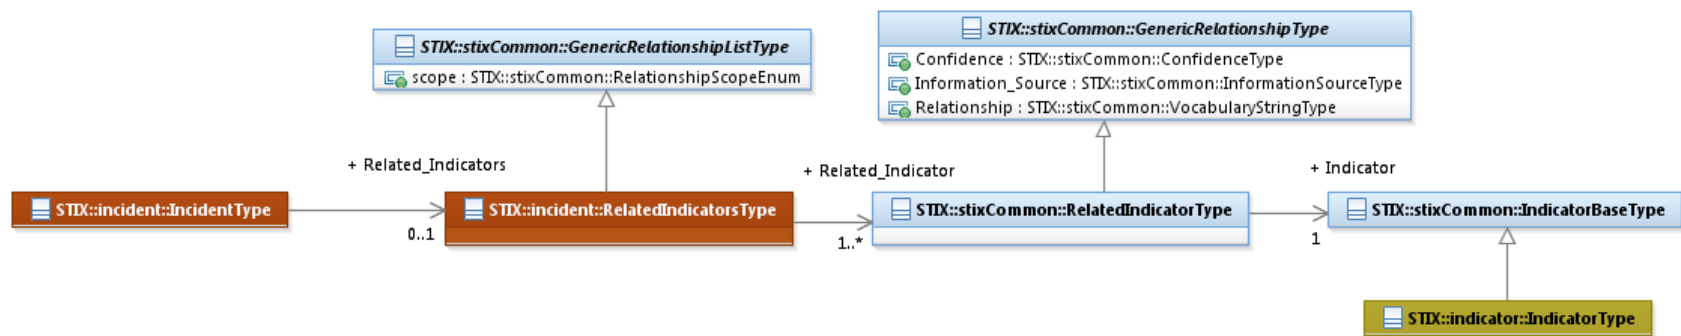 STIX::stixCommon::GenericRelationshipListType
scope : STIX::stixCommon::RelationshipScopeEnum
STIX::stixCommon::GenericRelationshipType
Confidence : STIX::stixCommon::ConfidenceType
Information_Source : STIX::stixCommon::InformationSourceType
Relationship : STIX::stixCommon::VocabularyStringType
+ Related_Indicators
+ Related_Indicator
+ Indicator
STIX::incident::IncidentType
STIX::incident::RelatedIndicatorsType
STIX::stixCommon::RelatedIndicatorType
STIX::stixCommon::IndicatorBaseType
0..1
1..*
1
STIX::indicator::IndicatorType